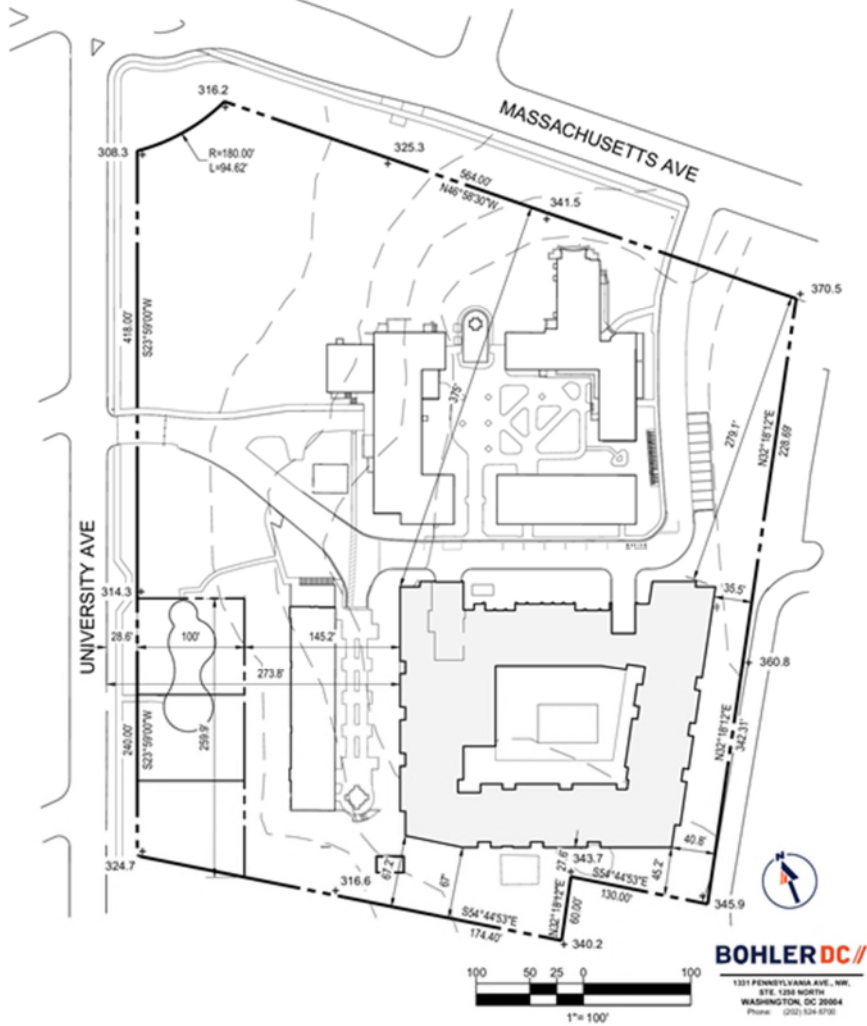 316.2
MASSACHUSETTS AVE
308.3
R=180.00'
L=94.62'
325.3
564.00'
N46°58'30"W
341.5
370.5
418.00'
S23°59'00"W
375'
279.1'
N32°18'12"E
228.69'
UNIVERSITY AVE
314.3
28.6'
100'
145.2'
35.5'
273.8'
360.8
240.00'
S23°59'00"W
259.9'
N32°18'12"E
342.31'
324.7
316.6
67.2'
67'
27.6'
343.7
45.2'
40.8'
S54°44'53"E
130.00'
345.9
N32°18'12"E
60.00'
S54°44'53"E
174.40'
340.2
N
100 50 25 0 100
1"= 100'
BOHLER DC//
1331 PENNSYLVANIA AVE., NW,
STE. 1250 NORTH
WASHINGTON, DC 20004
Phone: (202) 524-5700